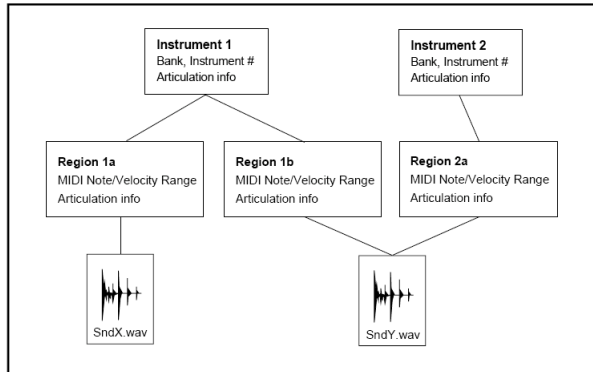 Instrument 1
Bank, Instrument #
Articulation info
Instrument 2
Bank, Instrument #
Articulation info
Region 1a
MIDI Note/Velocity Range
Articulation info
Region 1b
MIDI Note/Velocity Range
Articulation info
Region 2a
MIDI Note/Velocity Range
Articulation info
SndX.wav
SndY.wav